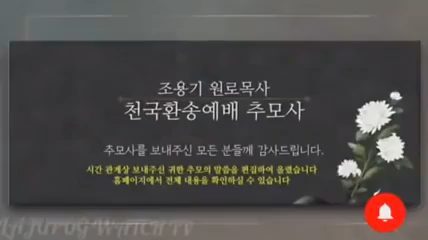 조용기 원로목사
천국환송예배 추모사
추모사를 보내주신 모든 분들께 감사드립니다.
시간 관계상 보내주신 귀한 추모의 말씀을 편집하여 올렸습니다
홈페이지에서 전체 내용을 확인하실 수 있습니다
WATCH TV